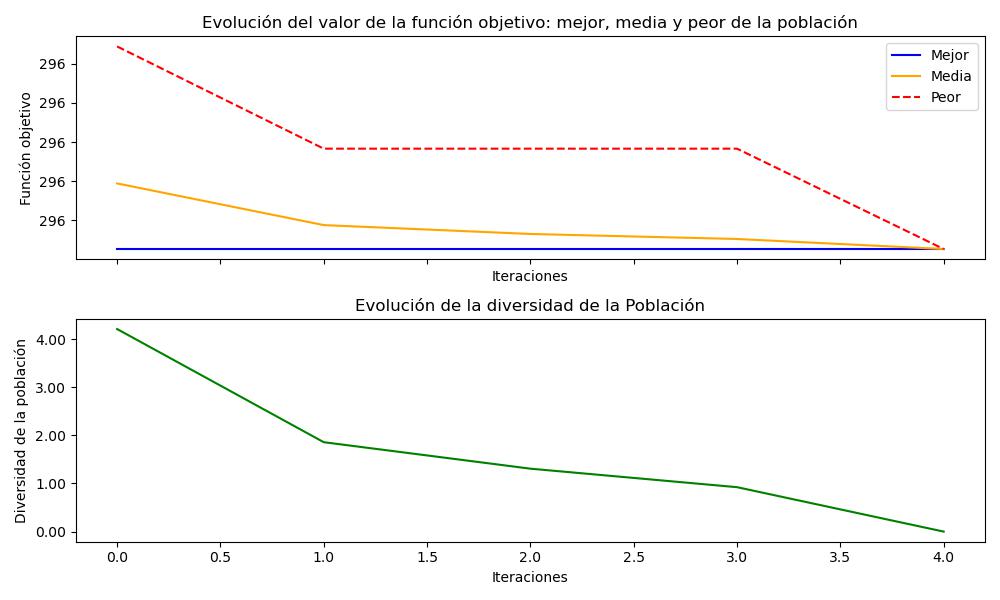 Evolución del valor de la función objetivo: mejor, media y peor de la población
Función objetivo
296
296
296
296
296
Mejor
Media
Peor
Iteraciones
Evolución de la diversidad de la Población
Diversidad de la población
4.00
3.00
2.00
1.00
0.00
0.0 0.5 1.0 1.5 2.0 2.5 3.0 3.5 4.0
Iteraciones